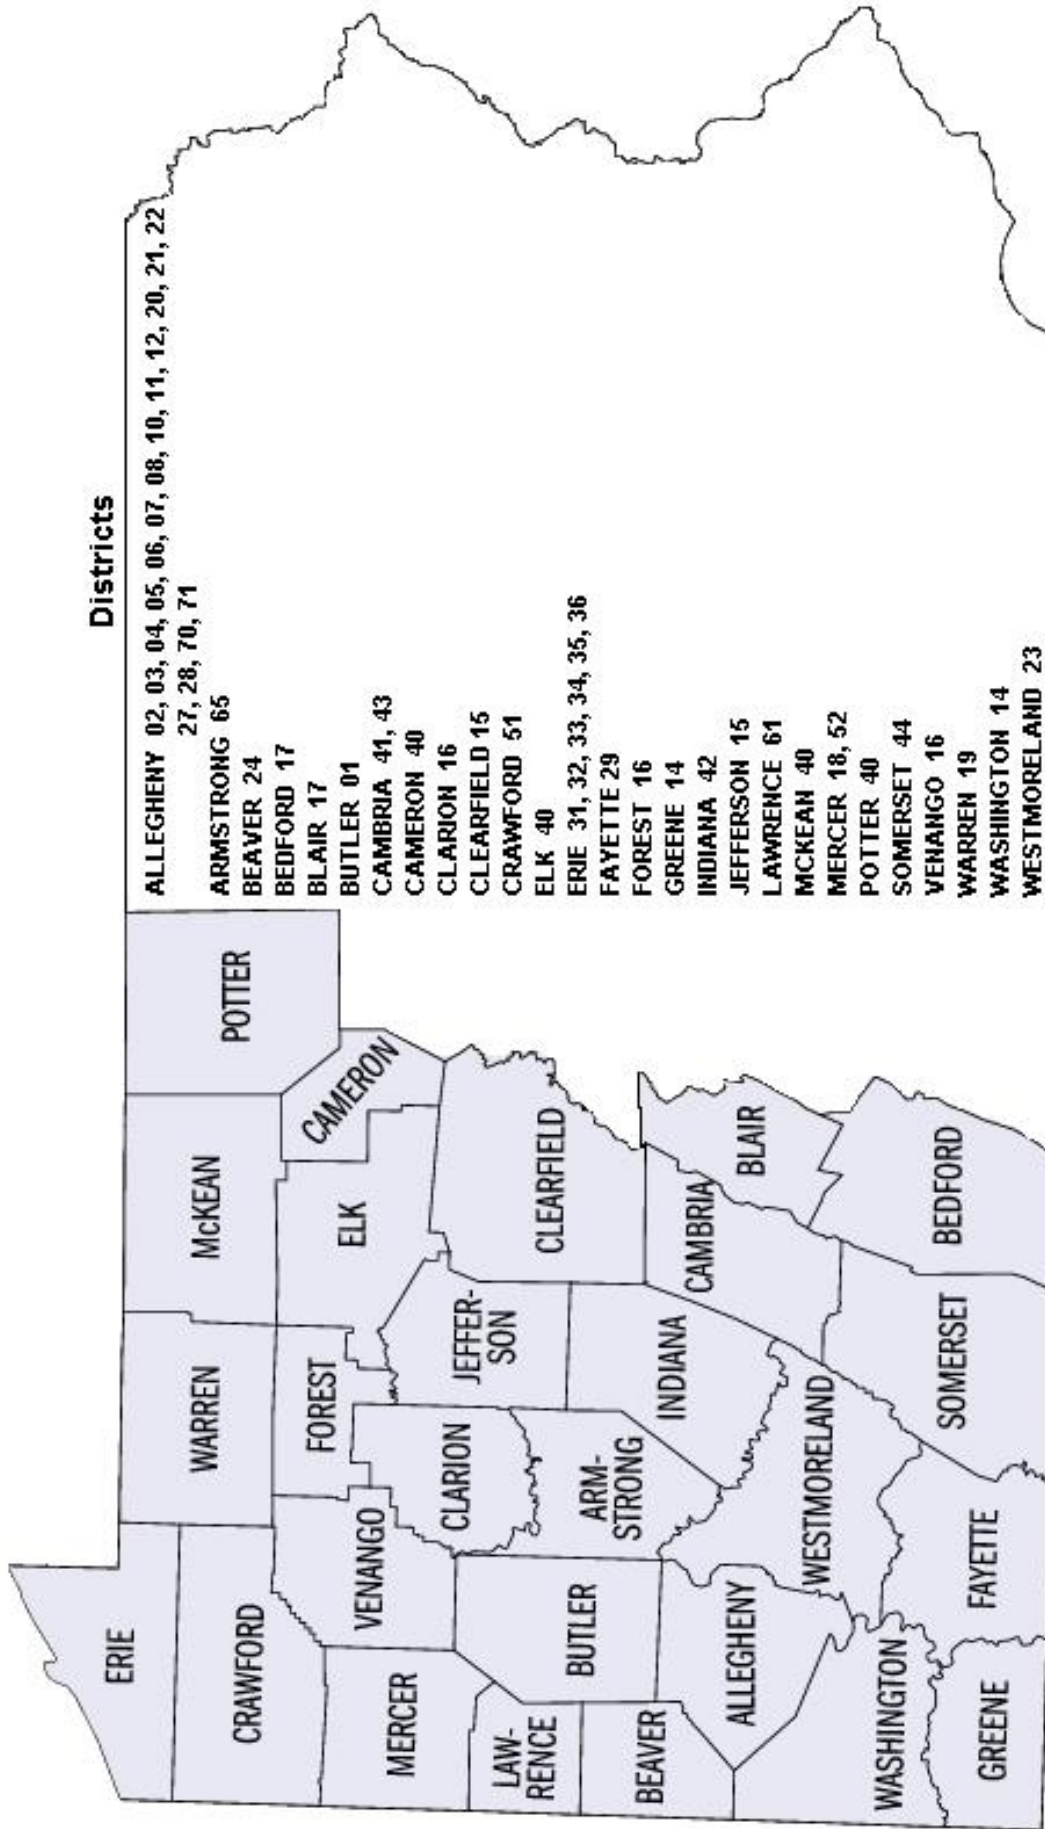 Districts
ALLEGHENY 02, 03, 04, 05, 06, 07, 08, 10, 11, 12, 20, 21, 22
27, 28, 70, 71
ARMSTRONG 65
BEAVER 24
BEDFORD 17
BLAIR 17
BUTLER 01
CAMBRIA 41, 43
CAMERON 40
CLARION 16
CLEARFIELD 15
CRAWFORD 51
ELK 40
ERIE 31, 32, 33, 34, 35, 36
FAYETTE 29
FOREST 16
GREENE 14
INDIANA 42
JEFFERSON 15
LAWRENCE 61
MCKEAN 40
MERCER 18, 52
POTTER 40
SOMERSET 44
VENANGO 16
WARREN 19
WASHINGTON 14
WESTMORELAND 23
ERIE
CRAWFORD
WARREN
McKEAN
POTTER
MERCER
VENANGO
FOREST
ELK
CAMERON
LAW-
RENCE
BUTLER
CLARION
JEFFER-
SON
CLEARFIELD
BEAVER
ARM-
STRONG
INDIANA
CAMBRIA
BLAIR
ALLEGHENY
WESTMORELAND
WASHINGTON
GREENE
FAYETTE
SOMERSET
BEDFORD